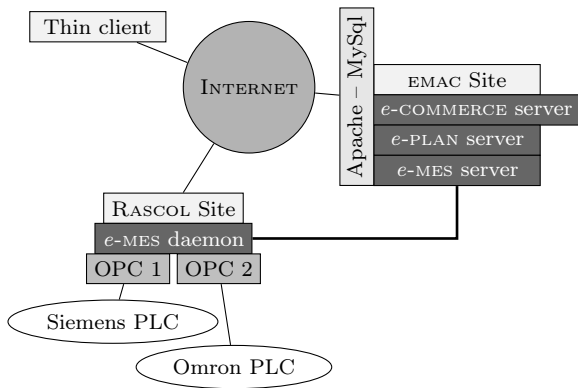 Thin client
INTERNET
Apache – MySql
EMAC Site
e-COMMERCE server
e-PLAN server
e-MES server
RASCOL Site
e-MES daemon
OPC 1
OPC 2
Siemens PLC
Omron PLC